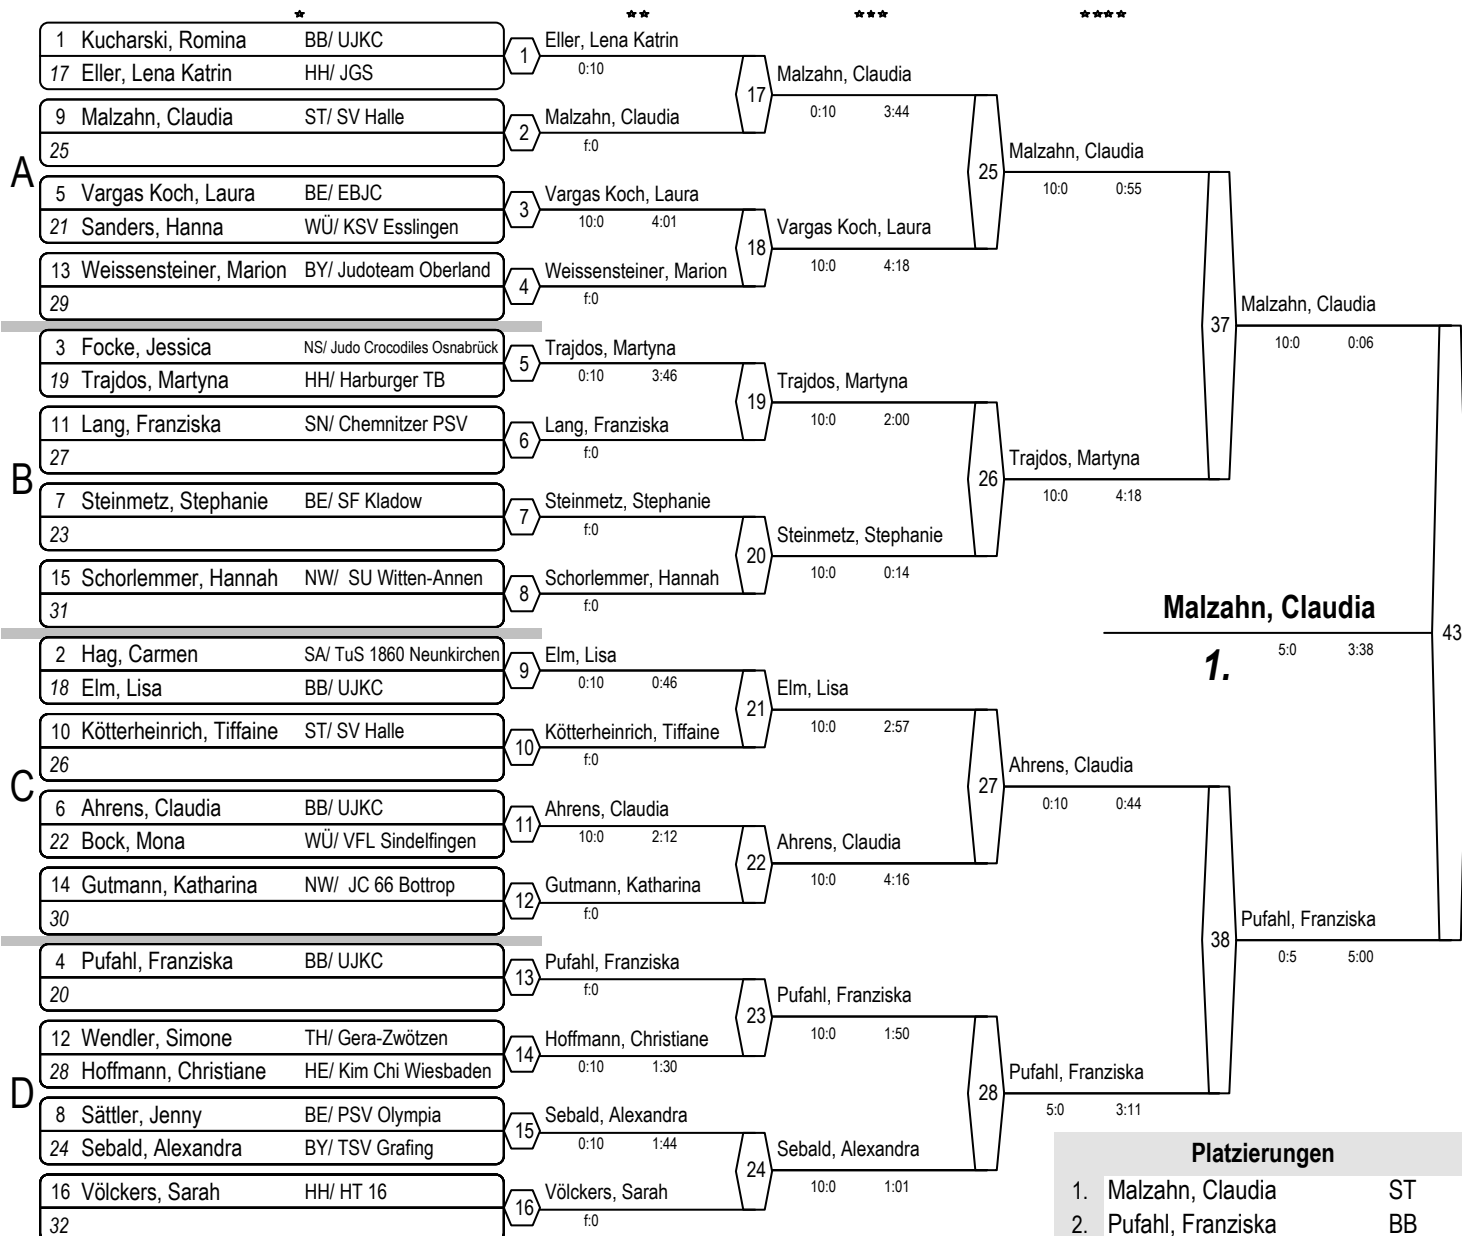 * ** *** ****
A
1 Kucharski, Romina BB/ UJKC
17 Eller, Lena Katrin HH/ JGS
9 Malzahn, Claudia ST/ SV Halle
25
5 Vargas Koch, Laura BE/ EBJC
21 Sanders, Hanna WÜ/ KSV Esslingen
13 Weissensteiner, Marion BY/ Judoteam Oberland
29
B
3 Focke, Jessica NS/ Judo Crocodiles Osnabrück
19 Trajdos, Martyna HH/ Harburger TB
11 Lang, Franziska SN/ Chemnitzer PSV
27
7 Steinmetz, Stephanie BE/ SF Kladow
23
15 Schorlemmer, Hannah NW/ SU Witten-Annen
31
C
2 Hag, Carmen SA/ TuS 1860 Neunkirchen
18 Elm, Lisa BB/ UJKC
10 Kötterheinrich, Tiffaine ST/ SV Halle
26
6 Ahrens, Claudia BB/ UJKC
22 Bock, Mona WÜ/ VFL Sindelfingen
14 Gutmann, Katharina NW/ JC 66 Bottrop
30
D
4 Pufahl, Franziska BB/ UJKC
20
12 Wendler, Simone TH/ Gera-Zwötzen
28 Hoffmann, Christiane HE/ Kim Chi Wiesbaden
8 Sättler, Jenny BE/ PSV Olympia
24 Sebald, Alexandra BY/ TSV Grafing
16 Völckers, Sarah HH/ HT 16
32
1 Eller, Lena Katrin
0:10
2 Malzahn, Claudia
f:0
3 Vargas Koch, Laura
10:0 4:01
4 Weissensteiner, Marion
f:0
5 Trajdos, Martyna
0:10 3:46
6 Lang, Franziska
f:0
7 Steinmetz, Stephanie
f:0
8 Schorlemmer, Hannah
f:0
9 Elm, Lisa
0:10 0:46
10 Kötterheinrich, Tiffaine
f:0
11 Ahrens, Claudia
10:0 2:12
12 Gutmann, Katharina
f:0
13 Pufahl, Franziska
f:0
14 Hoffmann, Christiane
0:10 1:30
15 Sebald, Alexandra
0:10 1:44
16 Völckers, Sarah
f:0
17 Malzahn, Claudia
0:10 3:44
18 Vargas Koch, Laura
10:0 4:18
19 Trajdos, Martyna
10:0 2:00
20 Steinmetz, Stephanie
10:0 0:14
21 Elm, Lisa
10:0 2:57
22 Ahrens, Claudia
10:0 4:16
23 Pufahl, Franziska
10:0 1:50
24 Sebald, Alexandra
10:0 1:01
25 Malzahn, Claudia
10:0 0:55
26 Trajdos, Martyna
10:0 4:18
27 Ahrens, Claudia
0:10 0:44
28 Pufahl, Franziska
5:0 3:11
37 Malzahn, Claudia
10:0 0:06
38 Pufahl, Franziska
0:5 5:00
43 Malzahn, Claudia
1. 5:0 3:38
Platzierungen
1. Malzahn, Claudia ST
2. Pufahl, Franziska BB